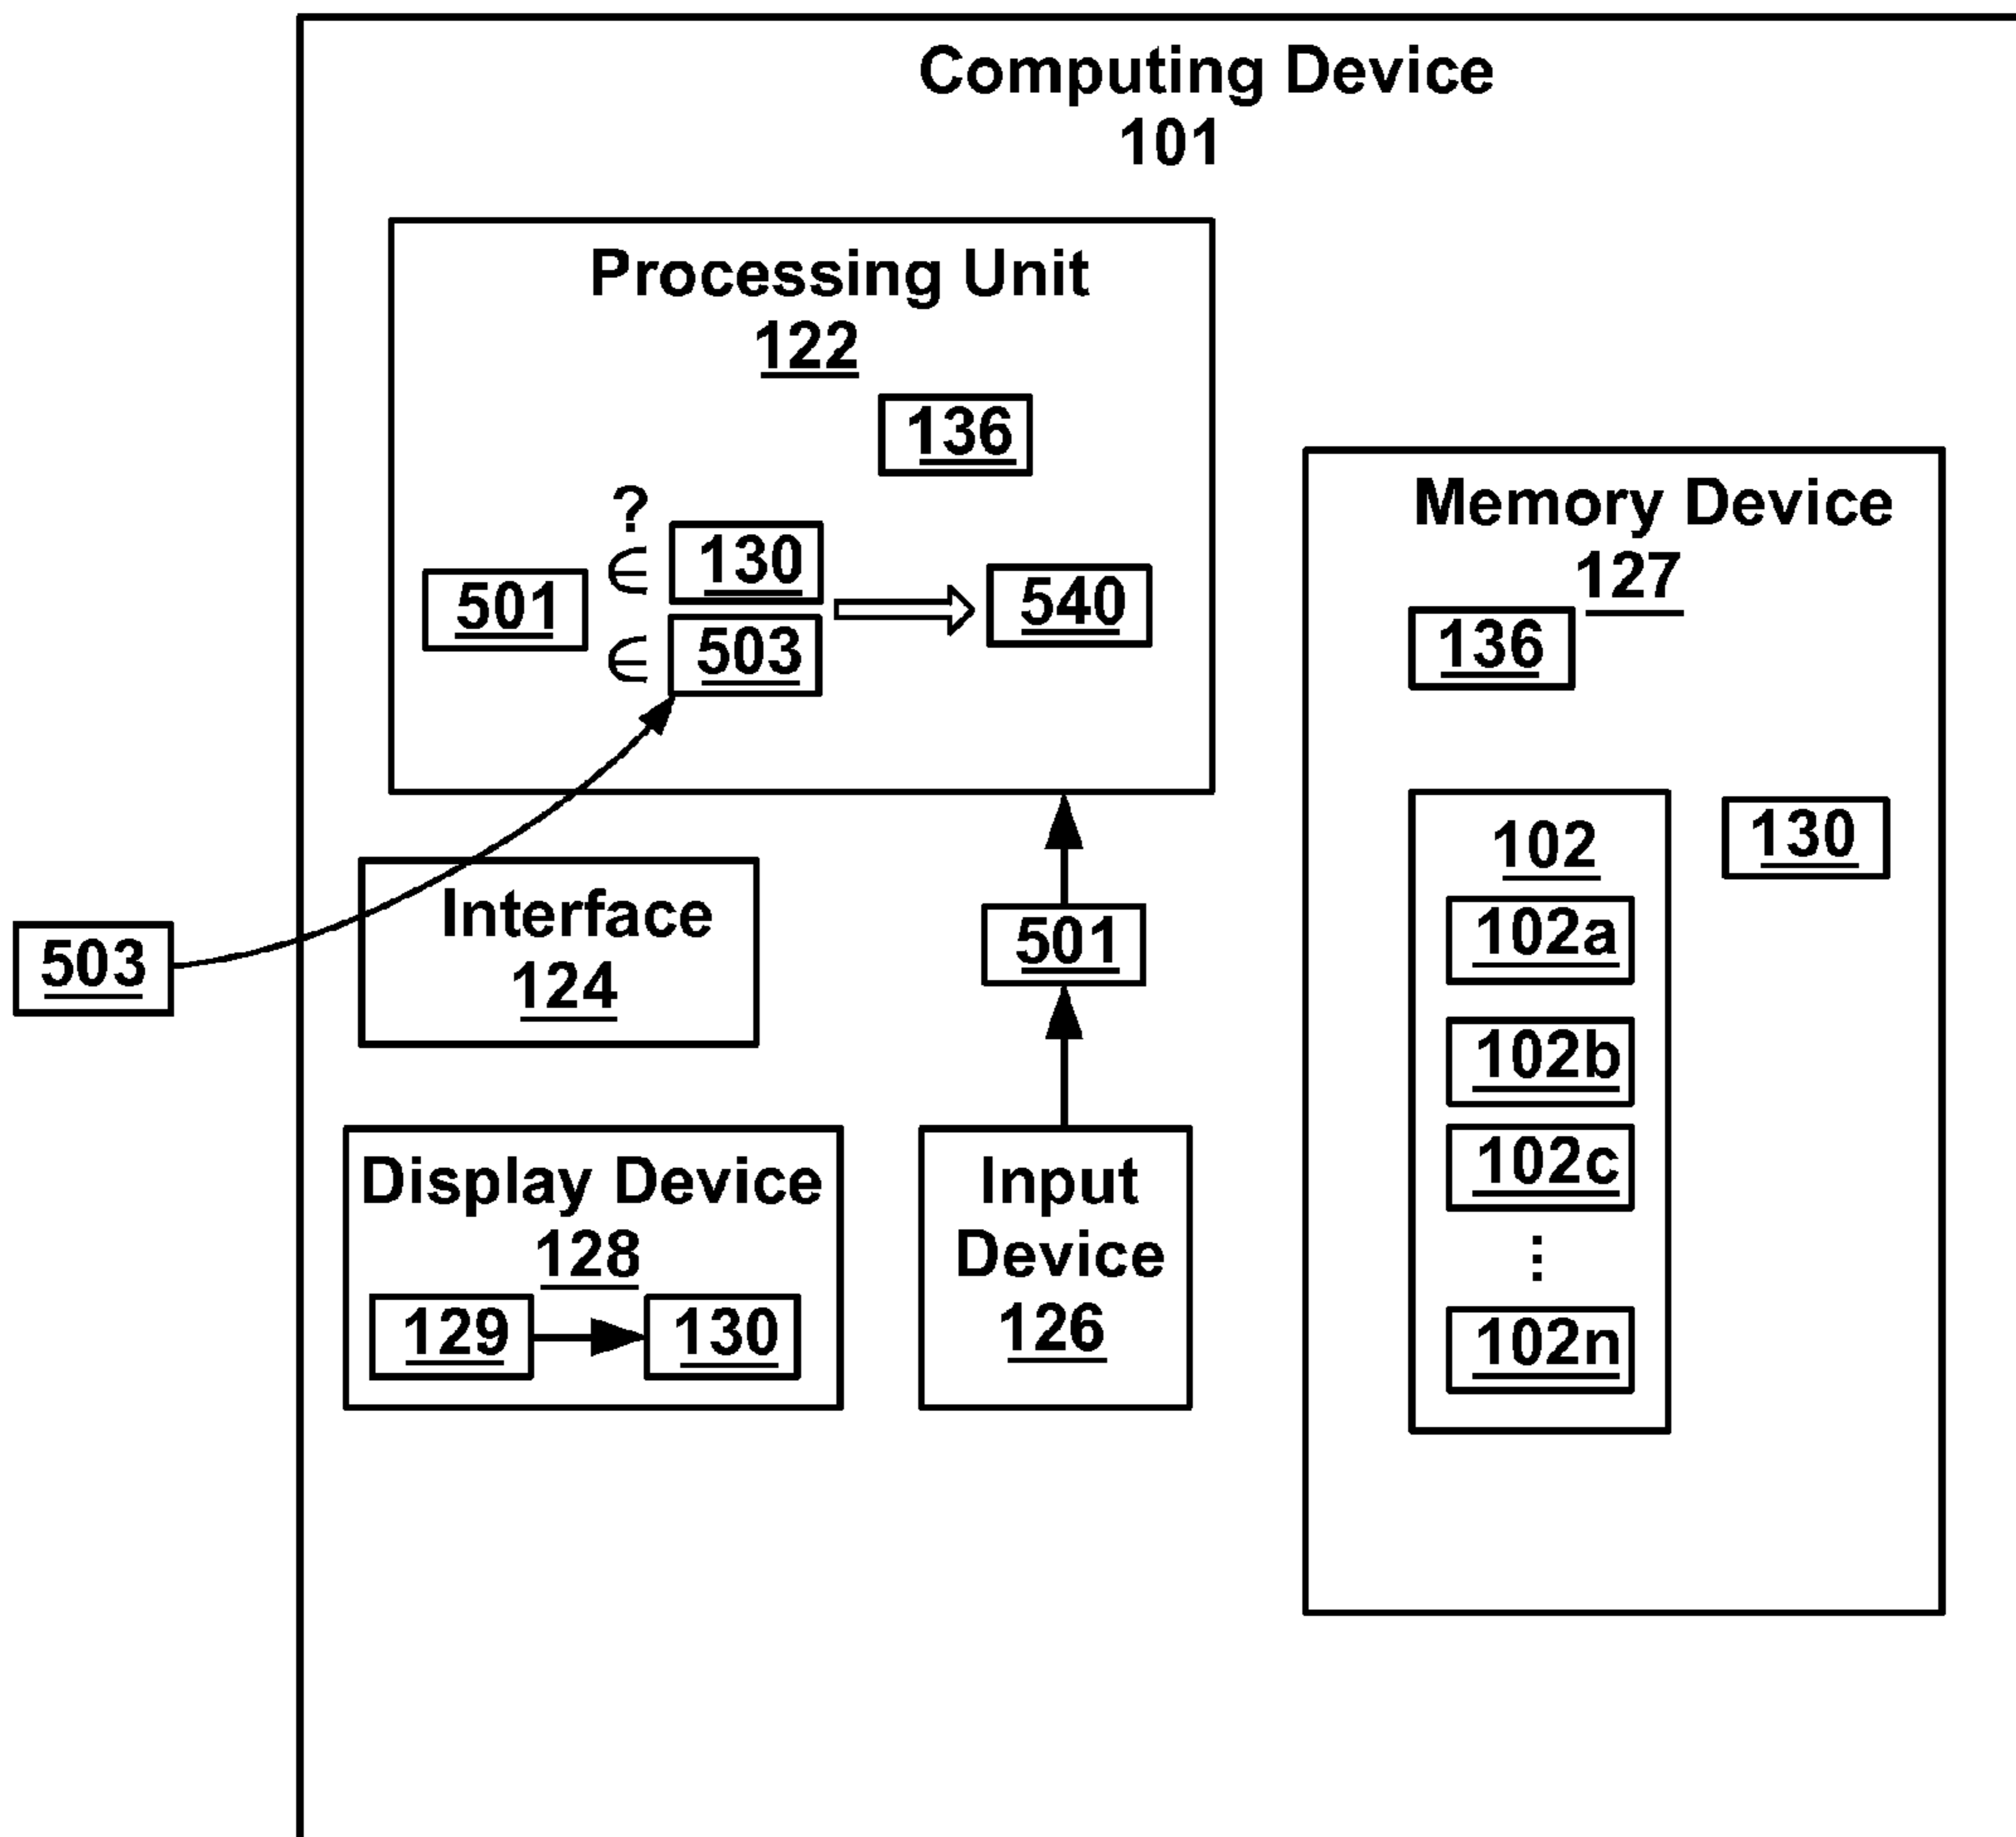 Computing Device
101
Processing Unit
122
136
?
∈ 130
501
540
∈ 503
Memory Device
127
136
130
102
102a
102b
102c
⋮
102n
Interface
124
503
501
Display Device
128
129
130
Input
Device
126